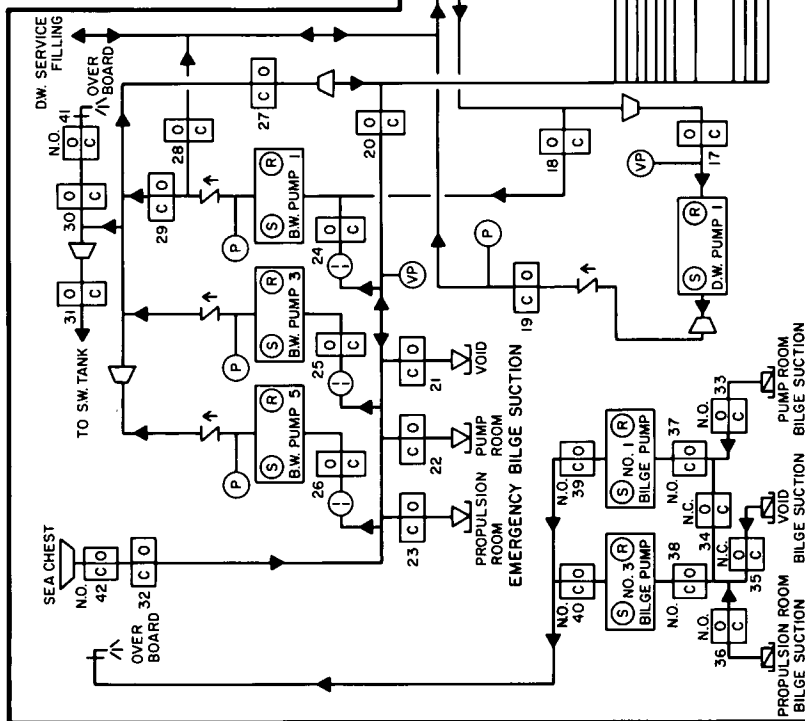 D.W. SERVICE
FILLING
OVER
BOARD
N.O.
O C
41
O C
30
O C
31
TO S.W. TANK
C O
29
O C
28
C O
27
O C
20
O C
18
O C
17
VP
S R
D.W. PUMP 1
P
C O
19
P
S R
B.W. PUMP 1
O C
24
VP
P
S R
B.W. PUMP 3
O C
25
P
S R
B.W. PUMP 5
O C
26
C O
21
VOID
C O
22
PUMP
ROOM
C O
23
PROPULSION
ROOM
EMERGENCY BILGE SUCTION
SEA CHEST
N.O.
C O
42
C O
32
OVER
BOARD
N.O.
C O
39
N.O.
C O
40
S NO. 1 R
BILGE PUMP
S NO. 3 R
BILGE PUMP
N.O.
C O
37
N.O.
C O
38
N.O.
O C
33
N.C.
O C
34
N.C.
O C
35
N.O.
O C
36
PUMP ROOM
BILGE SUCTION
VOID
BILGE SUCTION
PROPULSION ROOM
BILGE SUCTION